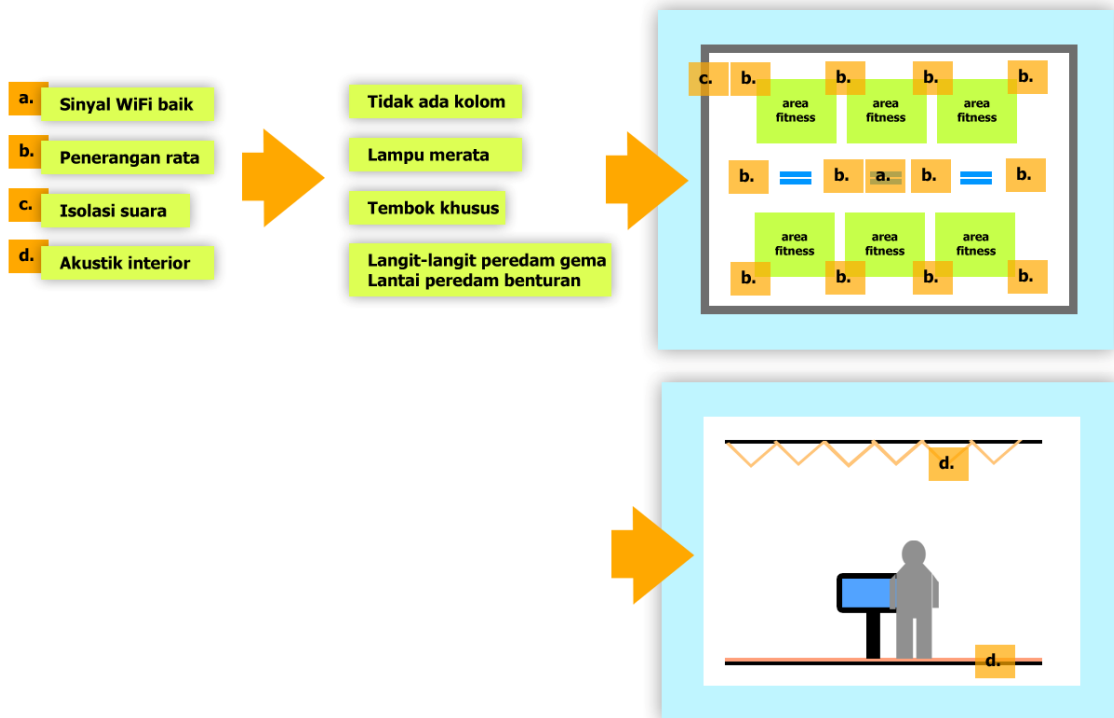 a. Sinyal WiFi baik
b. Penerangan rata
c. Isolasi suara
d. Akustik interior
Tidak ada kolom
Lampu merata
Tembok khusus
Langit-langit peredam gema
Lantai peredam benturan
c. b. b. b. b.
area fitness
area fitness
area fitness
b. b. a. b. b.
area fitness
area fitness
area fitness
b. b. b. b.
d.
d.